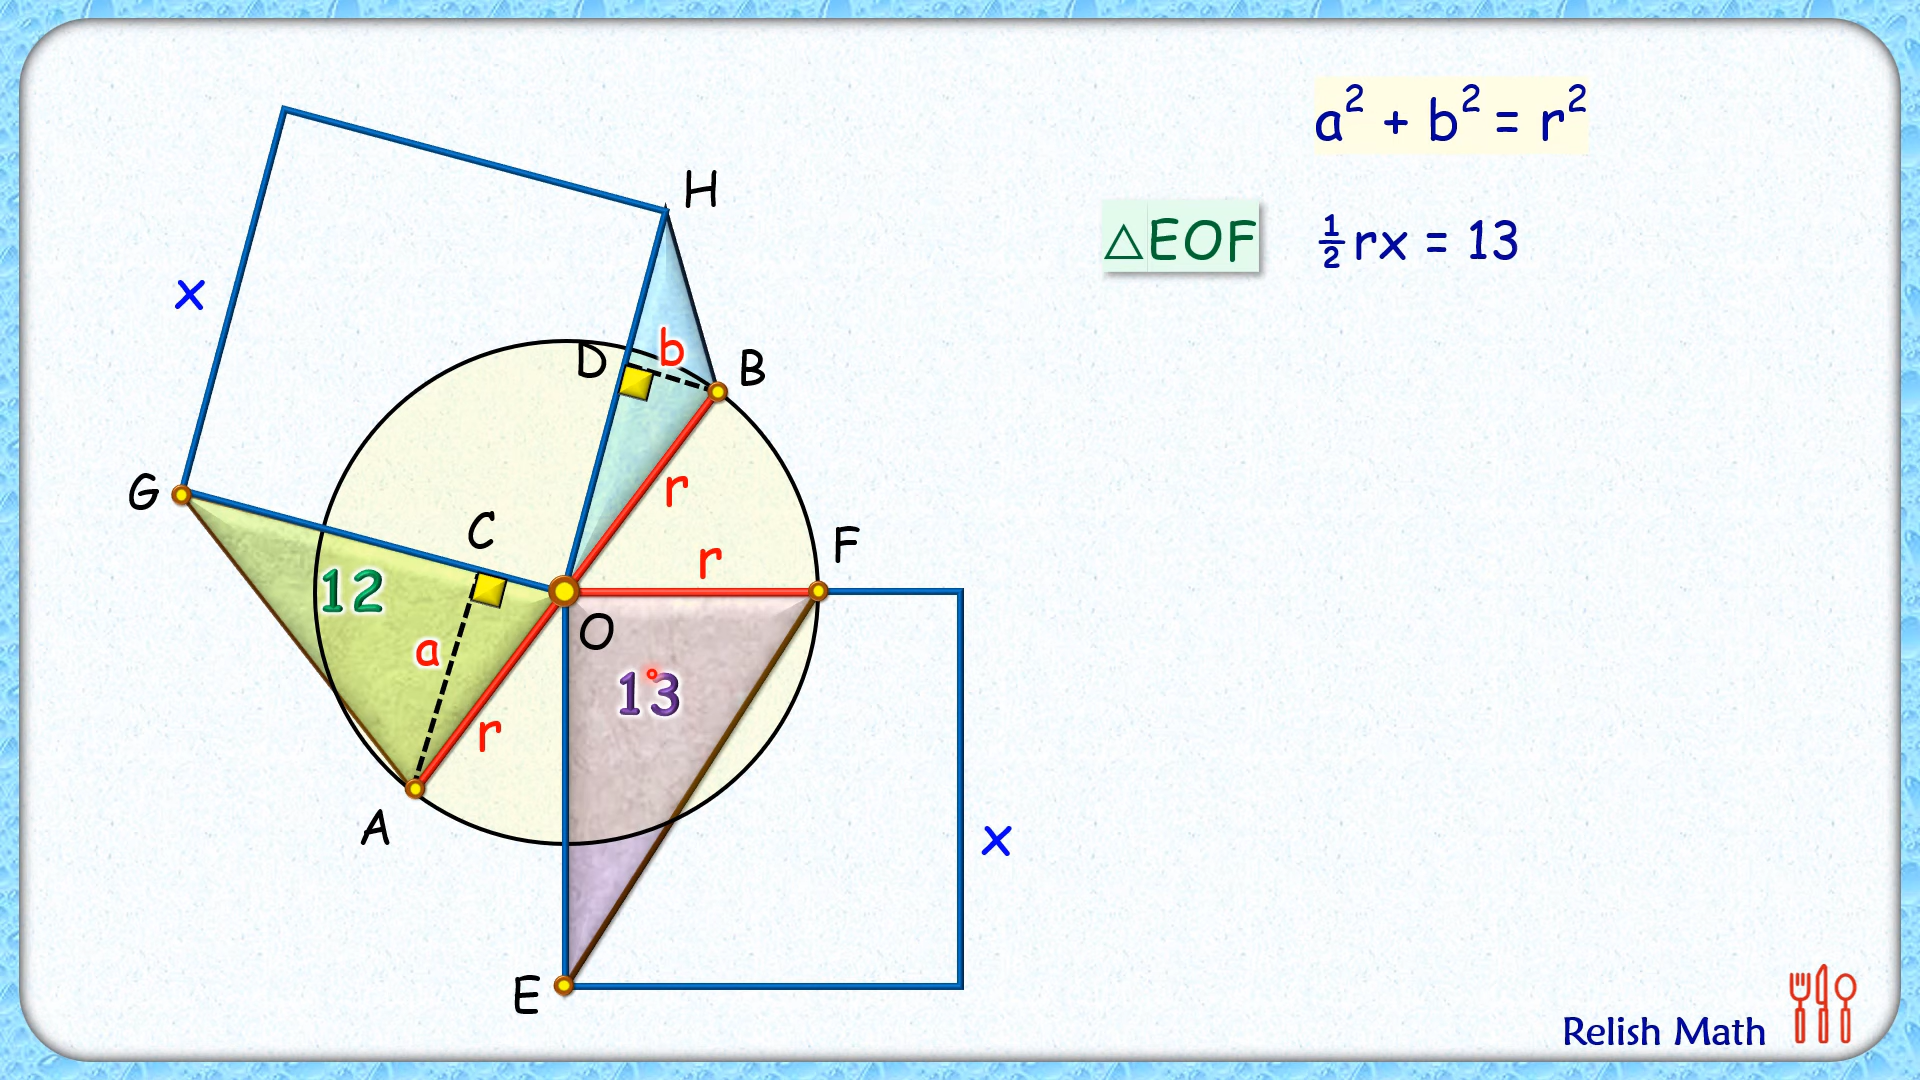 a² + b² = r²
H
△EOF
½rx = 13
x
D
b
B
G
r
C
F
r
12
O
a
13
r
A
x
E
Relish Math